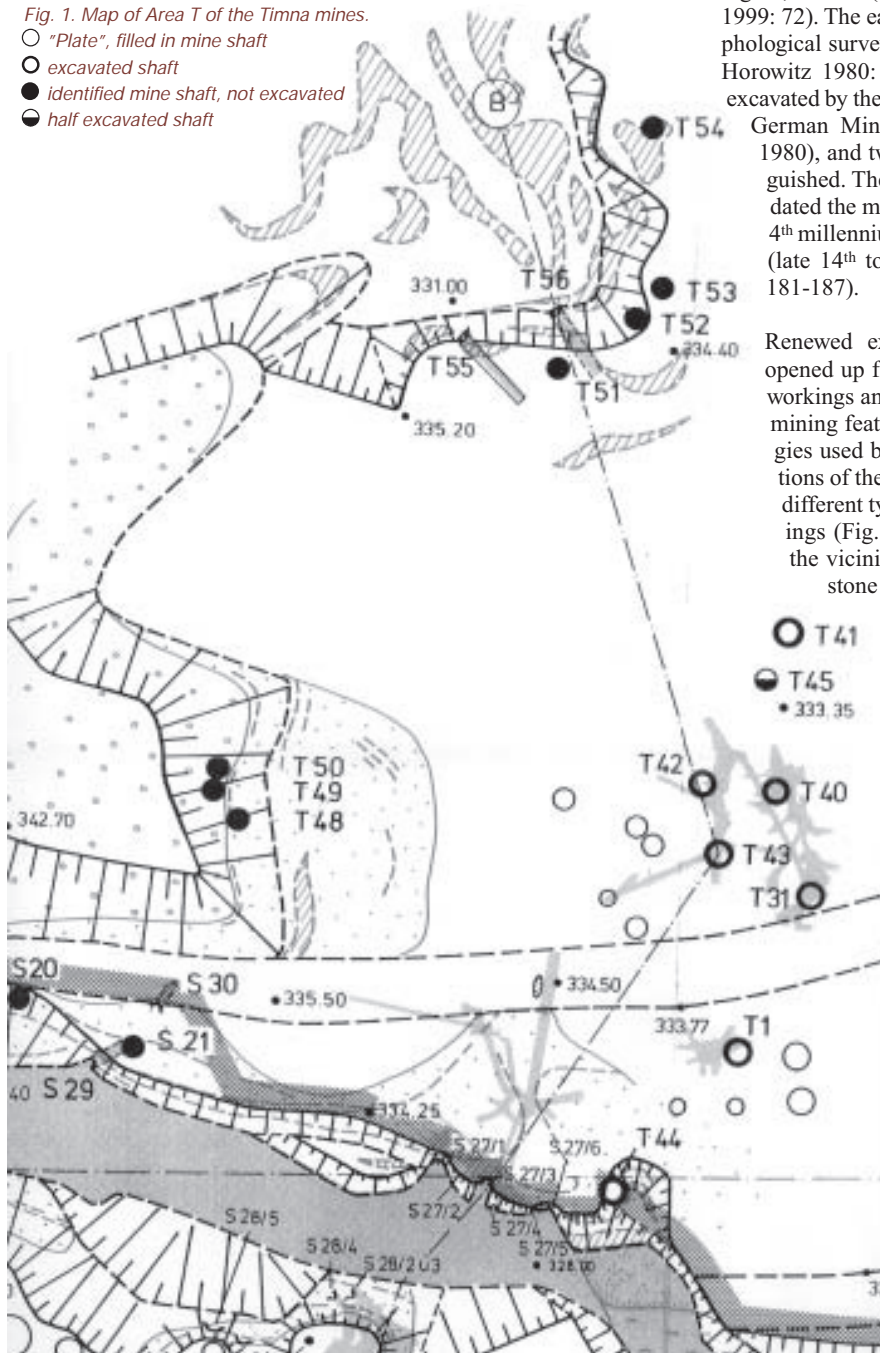 Fig. 1. Map of Area T of the Timna mines.
"Plate", filled in mine shaft
excavated shaft
identified mine shaft, not excavated
half excavated shaft
1999: 72). The ea
phological surve
Horowitz 1980:
excavated by the
German Min
1980), and tw
guished. The
dated the m
4th millenniu
(late 14th to
181-187).
Renewed ex
opened up f
workings an
mining feat
gies used b
tions of the
different ty
ings (Fig.
the vicini
stone
B
T54
T56
331.00
T53
T52
334.40
T55
T51
335.20
T41
T45
333.35
T50
T42
T49
T40
342.70
T48
T43
T31
S20
S30
335.50
334.50
333.77
T1
S 21
40
S 29
334.25
S 27/1
S 27/6
T44
S 27/3
S 27/2
S 28/5
S 27/4
S 28/4
S 27/5
S 28/2 u3
328.00